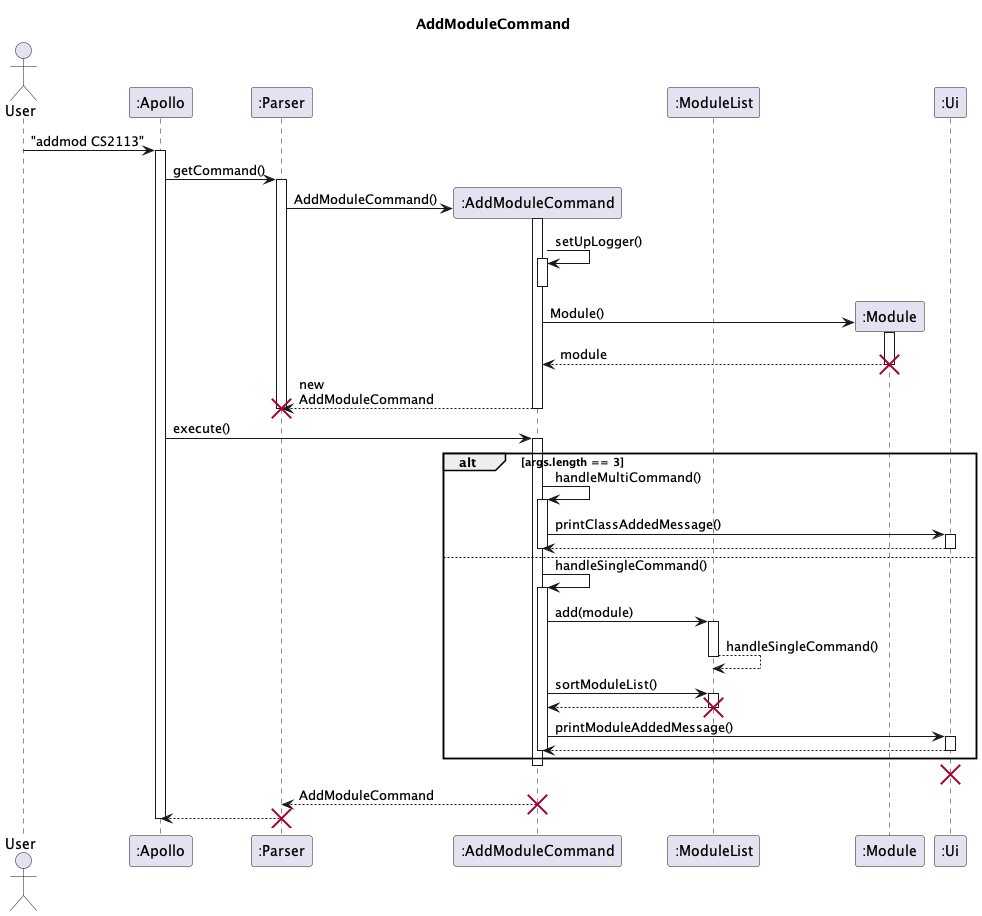 AddModuleCommand
User
:Apollo
:Parser
:ModuleList
:Ui
"addmod CS2113"
getCommand()
AddModuleCommand()
:AddModuleCommand
setUpLogger()
Module()
:Module
module
new
AddModuleCommand
execute()
alt
[args.length == 3]
handleMultiCommand()
printClassAddedMessage()
handleSingleCommand()
add(module)
handleSingleCommand()
sortModuleList()
printModuleAddedMessage()
AddModuleCommand
User
:Apollo
:Parser
:AddModuleCommand
:ModuleList
:Module
:Ui